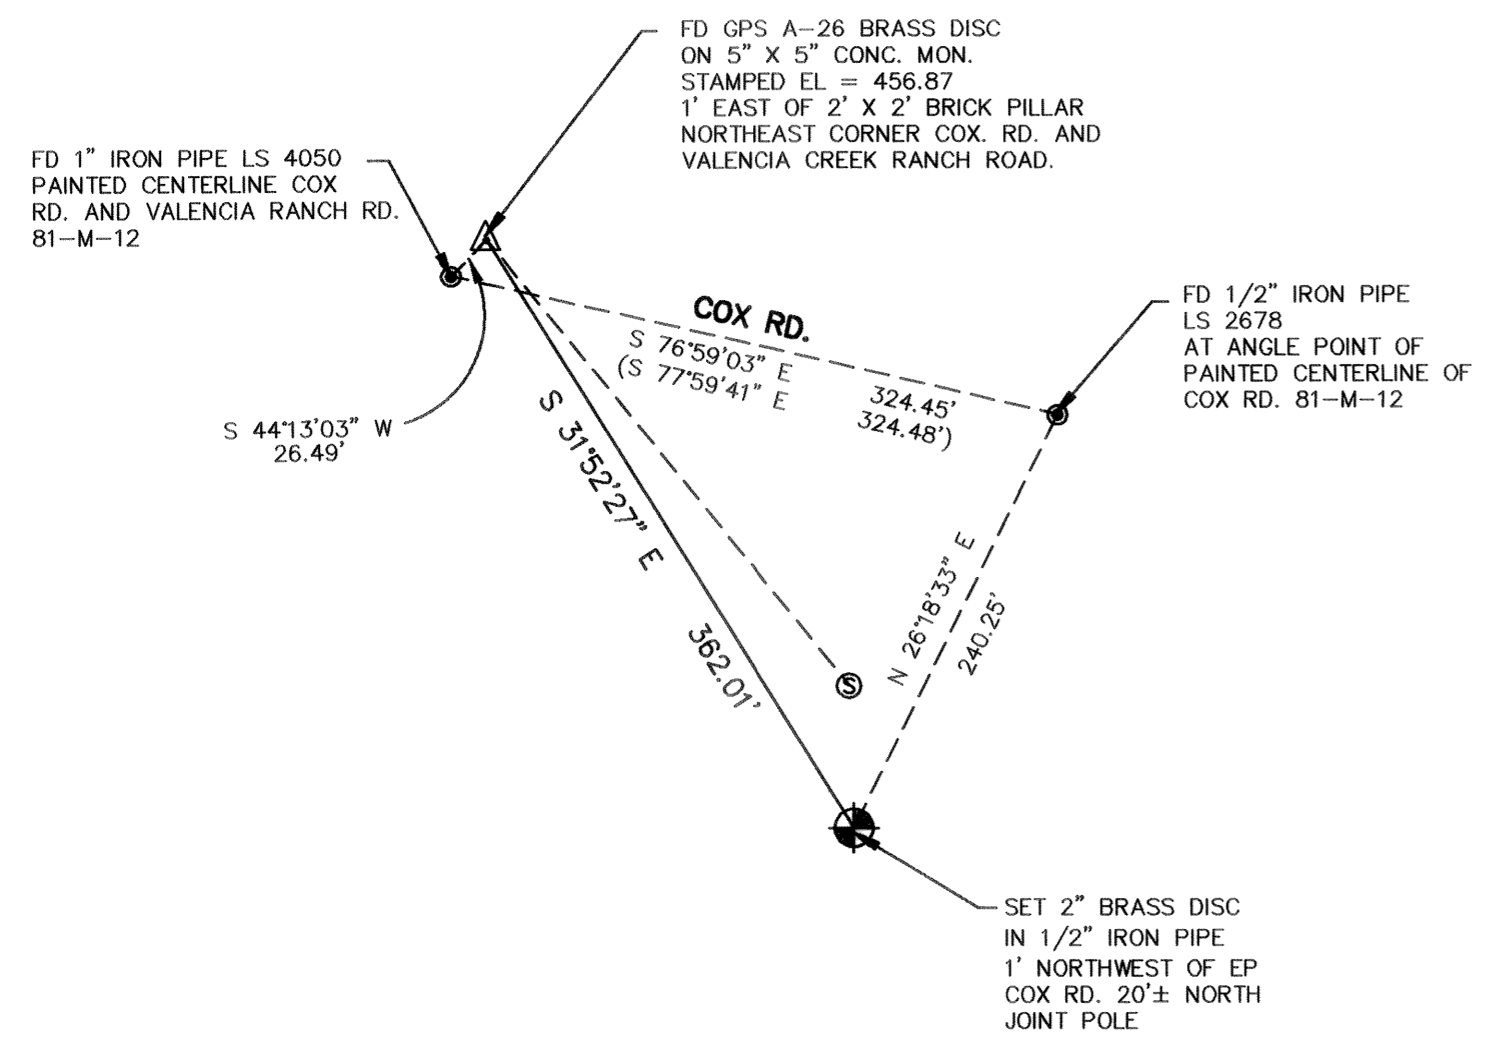 FD GPS A-26 BRASS DISC
ON 5" X 5" CONC. MON.
STAMPED EL = 456.87
1' EAST OF 2' X 2' BRICK PILLAR
NORTHEAST CORNER COX. RD. AND
VALENCIA CREEK RANCH ROAD.
FD 1" IRON PIPE LS 4050
PAINTED CENTERLINE COX
RD. AND VALENCIA RANCH RD.
81-M-12
FD 1/2" IRON PIPE
LS 2678
AT ANGLE POINT OF
PAINTED CENTERLINE OF
COX RD. 81-M-12
COX RD.
S 76°59'03" E 324.45'
(S 77°59'41" E 324.48')
S 44°13'03" W
26.49'
S 31°52'27" E 362.01'
N 26°18'33" E
240.25'
S
SET 2" BRASS DISC
IN 1/2" IRON PIPE
1' NORTHWEST OF EP
COX RD. 20'± NORTH
JOINT POLE